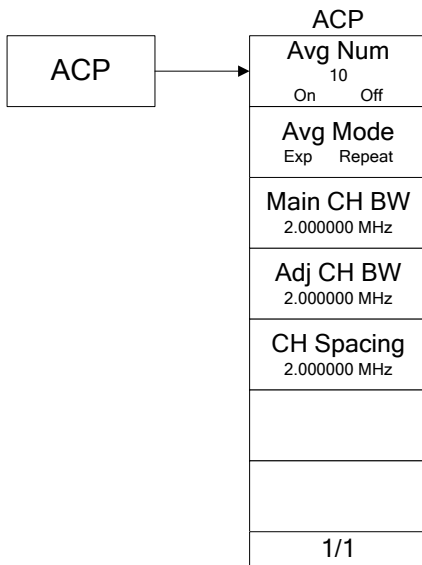 ACP
ACP
Avg Num
10
On Off
Avg Mode
Exp Repeat
Main CH BW
2.000000 MHz
Adj CH BW
2.000000 MHz
CH Spacing
2.000000 MHz
1/1